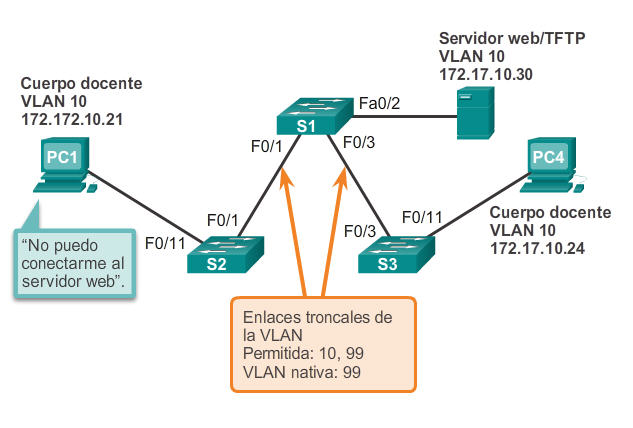 Servidor web/TFTP
VLAN 10
172.17.10.30
Cuerpo docente
VLAN 10
172.172.10.21
PC1
Fa0/2
S1
F0/1
F0/3
PC4
Cuerpo docente
VLAN 10
172.17.10.24
F0/1
F0/11
S2
F0/3
F0/11
S3
“No puedo
conectarme al
servidor web”.
Enlaces troncales de
la VLAN
Permitida: 10, 99
VLAN nativa: 99